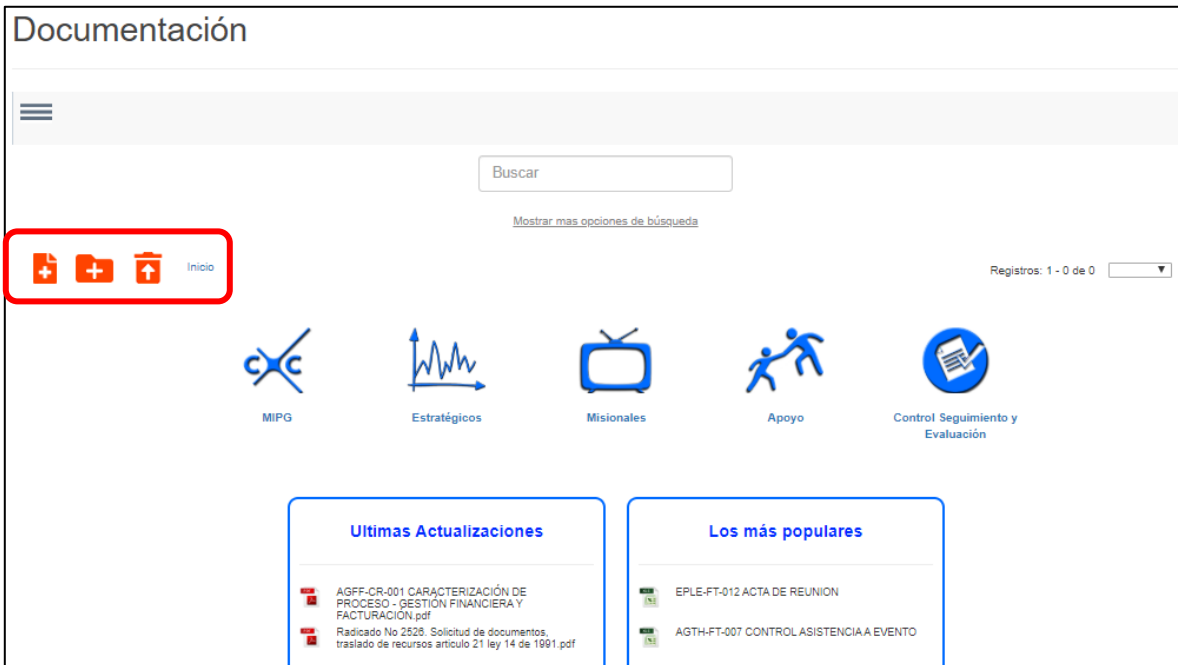 Documentación
Buscar
Mostrar mas opciones de búsqueda
Inicio
Registros: 1 - 0 de 0
MIPG
Estratégicos
Misionales
Apoyo
Control Seguimiento y
Evaluación
Ultimas Actualizaciones
AGFF-CR-001 CARACTERIZACIÓN DE
PROCESO - GESTIÓN FINANCIERA Y
FACTURACIÓN.pdf
Radicado No 2526. Solicitud de documentos,
traslado de recursos articulo 21 ley 14 de 1991.pdf
Los más populares
EPLE-FT-012 ACTA DE REUNION
AGTH-FT-007 CONTROL ASISTENCIA A EVENTO